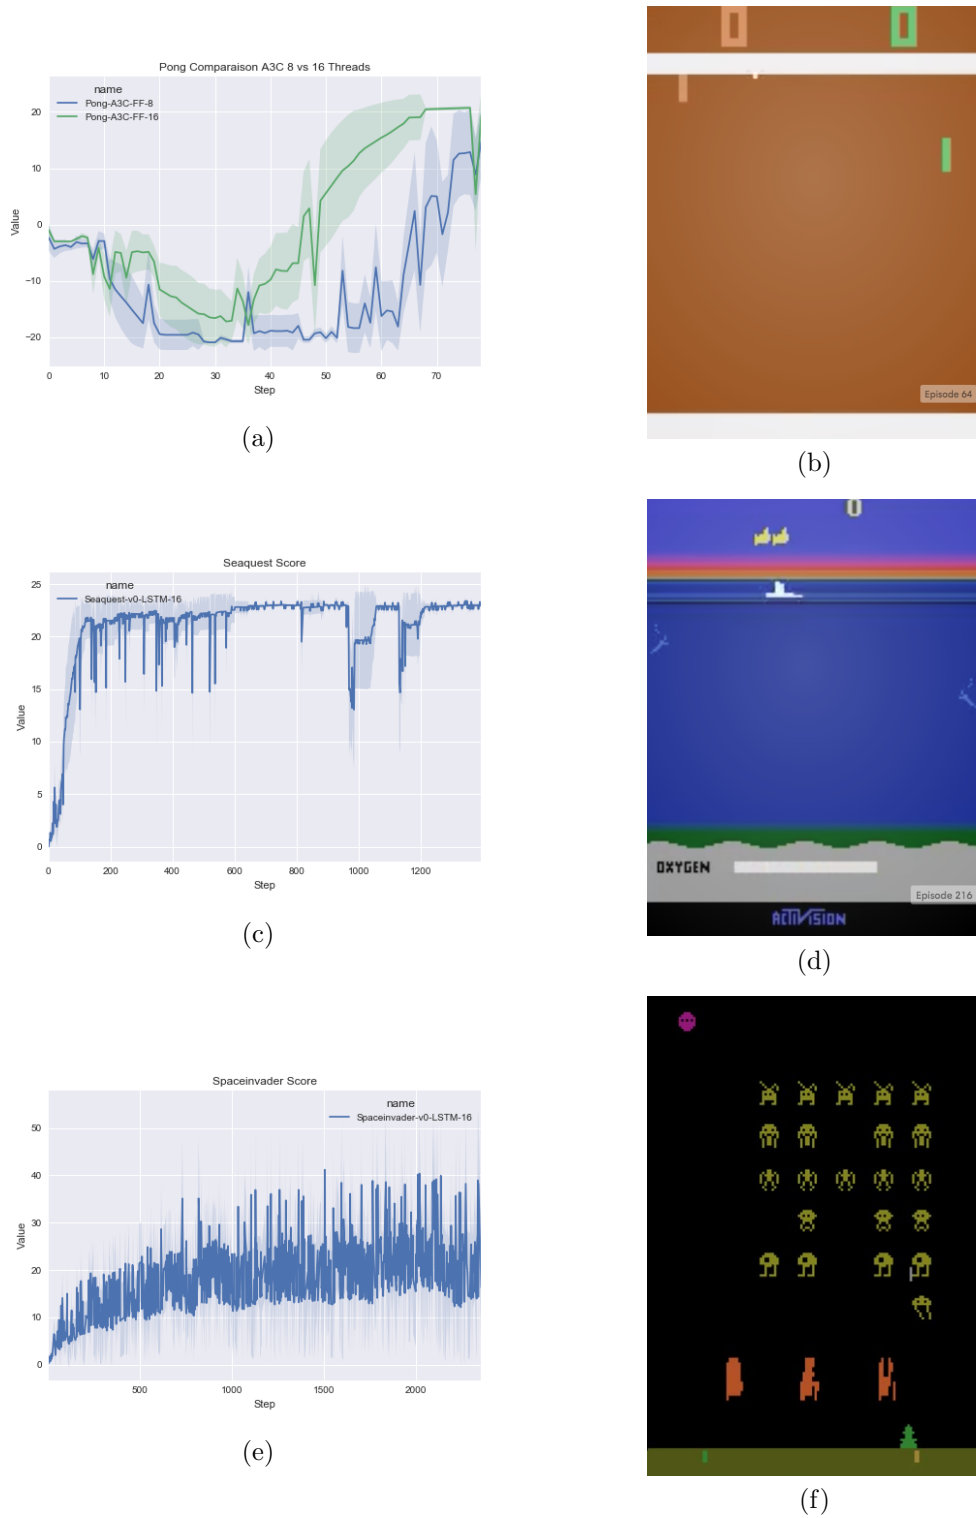 Pong Comparaison A3C 8 vs 16 Threads
name
Pong-A3C-FF-8
Pong-A3C-FF-16
Value
20
10
0
−10
−20
0 10 20 30 40 50 60 70
Step
(a)
0 0
Episode 64
(b)
Seaquest Score
name
Seaquest-v0-LSTM-16
Value
25
20
15
10
5
0
0 200 400 600 800 1000 1200
Step
(c)
0
OXYGEN
Episode 216
ACTIVISION
(d)
Spaceinvader Score
name
Spaceinvader-v0-LSTM-16
Value
50
40
30
20
10
0
500 1000 1500 2000
Step
(e)
(f)